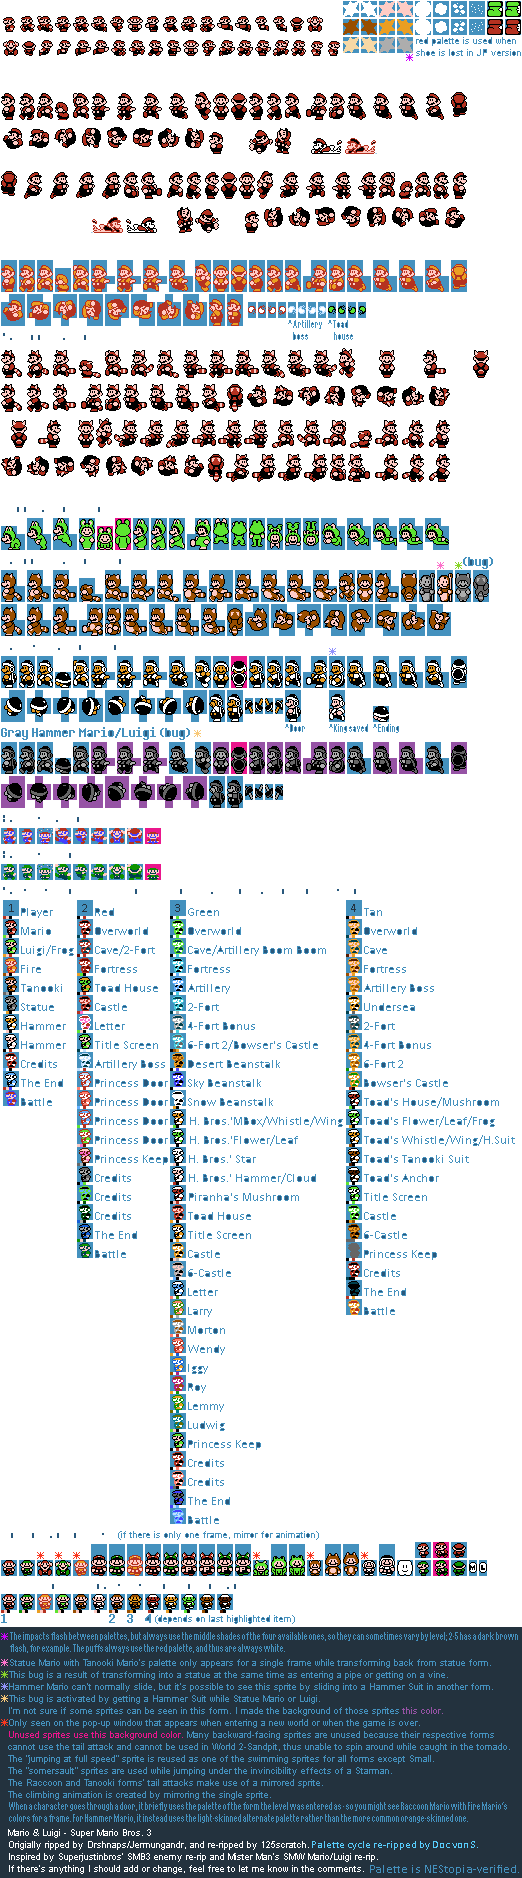 red palette is used when
shoe is lost in JP version
^Artillery boss
^Toad house
(bug)
^Door
^King saved
^Ending
Gray Hammer Mario/Luigi (bug)
1 Player
Mario
Luigi/Frog
Fire
Tanooki
Statue
Hammer
Hammer
Credits
The End
Battle
2 Red
Overworld
Cave/2-Fort
Fortress
Toad House
Castle
Letter
Title Screen
Artillery Boss
Princess Door
Princess Door
Princess Door
Princess Door
Princess Keep
Credits
Credits
Credits
The End
Battle
3 Green
Overworld
Cave/Artillery Boom Boom
Fortress
Artillery
2-Fort
4-Fort Bonus
6-Fort 2/Bowser's Castle
Desert Beanstalk
Sky Beanstalk
Snow Beanstalk
H. Bros.'MBox/Whistle/Wing
H. Bros.'Flower/Leaf
H. Bros.' Star
H. Bros.' Hammer/Cloud
Piranha's Mushroom
Toad House
Title Screen
Castle
6-Castle
Letter
Larry
Morton
Wendy
Iggy
Roy
Lemmy
Ludwig
Princess Keep
Credits
Credits
The End
Battle
4 Tan
Overworld
Cave
Fortress
Artillery Boss
Undersea
2-Fort
4-Fort Bonus
6-Fort 2
Bowser's Castle
Toad's House/Mushroom
Toad's Flower/Leaf/Frog
Toad's Whistle/Wing/H.Suit
Toad's Tanooki Suit
Toad's Anchor
Title Screen
Castle
6-Castle
Princess Keep
Credits
The End
Battle
(if there is only one frame, mirror for animation)
M L
1 2 3 4 (depends on last highlighted item)
The impacts flash between palettes, but always use the middle shades of the four available ones, so they can sometimes vary by level; 2-5 has a dark brown
flash, for example. The puffs always use the red palette, and thus are always white.
Statue Mario with Tanooki Mario's palette only appears for a single frame while transforming back from statue form.
This bug is a result of transforming into a statue at the same time as entering a pipe or getting on a vine.
Hammer Mario can't normally slide, but it's possible to see this sprite by sliding into a Hammer Suit in an open chest.
This bug is activated by getting a Hammer Suit while Statue Mario or Luigi.
I'm not sure if some sprites can be seen in this form. I made the background of those sprites this color.
Only seen on the pop-up window that appears when entering a new world or when the game is over.
Unused sprites use this background color. Many backward-facing sprites are unused because their respective forms
cannot use the tail attack and cannot be used in World 2-Sandpit, thus unable to spin around while caught in the tornado.
The "jumping at full speed" sprite is reused as one of the swimming sprites for all forms except Small.
The "somersault" sprites are used while jumping under the invincibility effects of a Starman.
The Raccoon and Tanooki forms' tail attacks make use of a mirrored sprite.
The climbing animation is created by mirroring the single sprite.
When a character goes through a door, it briefly uses the palette of the form the level was entered as - so you might see Raccoon Mario with Fire Mario's
colors for a frame. For Hammer Mario, it instead uses the light-skinned alternate palette rather than the more common orange-skinned one.
Mario & Luigi - Super Mario Bros. 3
Origially ripped by Drshnaps/Jermungandr, and re-ripped by 125scratch. Palette cycle re-ripped by Doc von S.
Inspired by Superjustinbros' SMB3 enemy re-rip and Mister Man's SMW Mario/Luigi re-rip.
If there's anything I should add or change, feel free to let me know in the comments. Palette is NEStopia-verified.